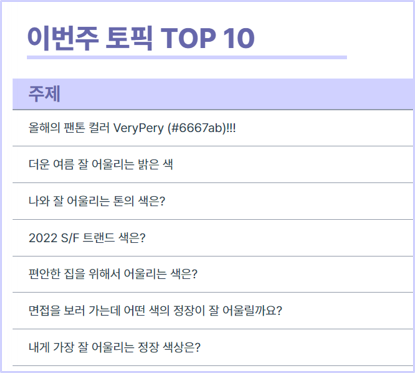 이번주 토픽 TOP 10
주제
올해의 팬톤 컬러 VeryPery (#6667ab)!!!
더운 여름 잘 어울리는 밝은 색
나와 잘 어울리는 톤의 색은?
2022 S/F 트랜드 색은?
편안한 집을 위해서 어울리는 색은?
면접을 보러 가는데 어떤 색의 정장이 잘 어울릴까요?
내게 가장 잘 어울리는 정장 색상은?